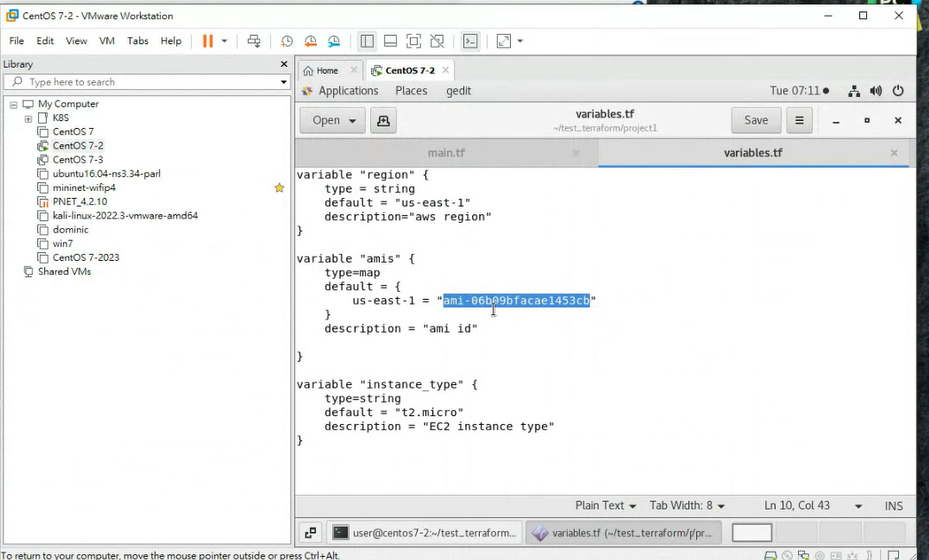 CentOS 7-2 - VMware Workstation
File Edit View VM Tabs Help
Library
Type here to search
My Computer
K8S
CentOS 7
CentOS 7-2
CentOS 7-3
ubuntu16.04-ns3.34-parl
mininet-wifip4
PNET_4.2.10
kali-linux-2022.3-vmware-amd64
dominic
win7
CentOS 7-2023
Shared VMs
Home CentOS 7-2
Applications Places gedit Tue 07:11
Open variables.tf Save
~/test_terraform/project1
main.tf variables.tf
variable "region" {
type = string
default = "us-east-1"
description="aws region"
}
variable "amis" {
type=map
default = {
us-east-1 = "ami-06b09bfacae1453cb"
}
description = "ami id"
}
variable "instance_type" {
type=string
default = "t2.micro"
description = "EC2 instance type"
}
Plain Text Tab Width: 8 Ln 10, Col 43 INS
user@centos7-2:~/test_terraform... variables.tf (~/test_terraform/pr...
To return to your computer, move the mouse pointer outside or press Ctrl+Alt.